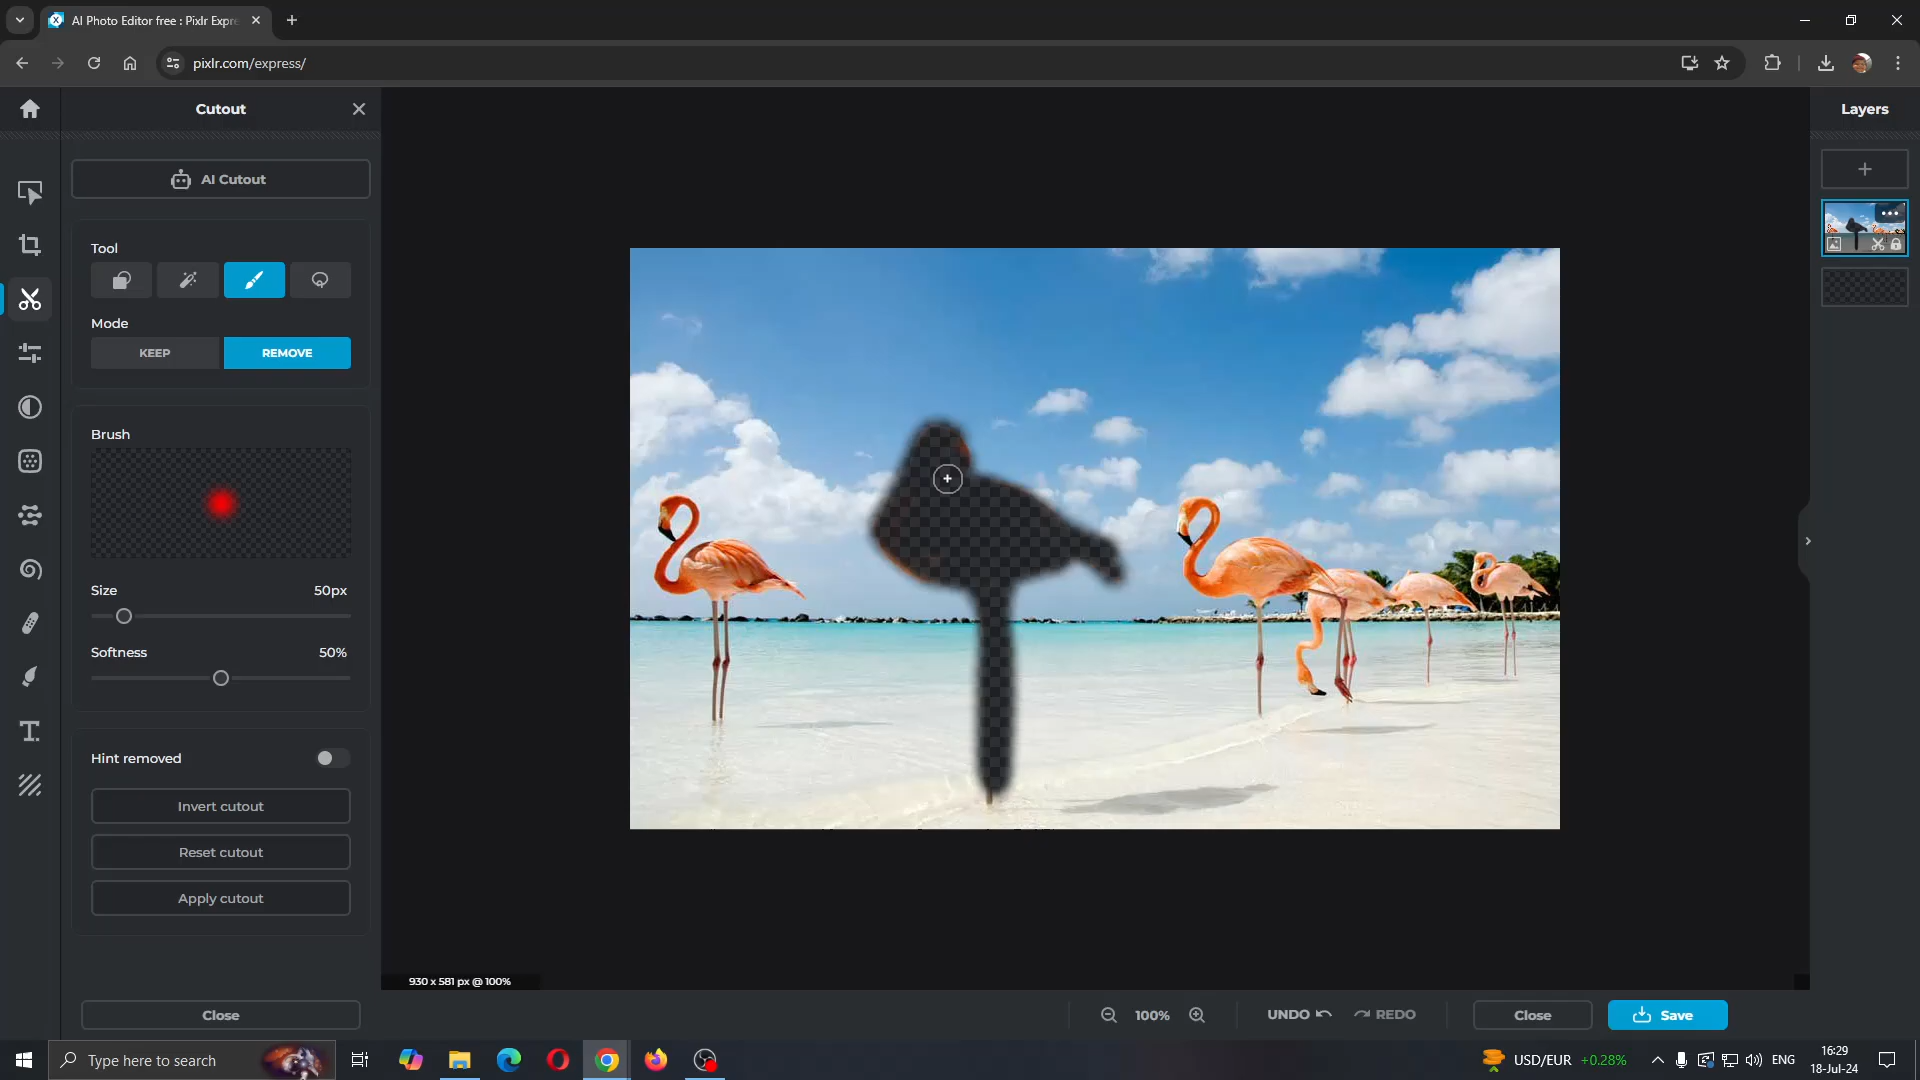 AI Photo Editor free : Pixlr Expre
pixlr.com/express/
Cutout
Layers
AI Cutout
Tool
Mode
KEEP
REMOVE
Brush
Size
50px
Softness
50%
Hint removed
Invert cutout
Reset cutout
Apply cutout
930 x 581 px @ 100%
Close
100%
UNDO
REDO
Close
Save
Type here to search
USD/EUR
+0.28%
ENG
16:29
18-Jul-24